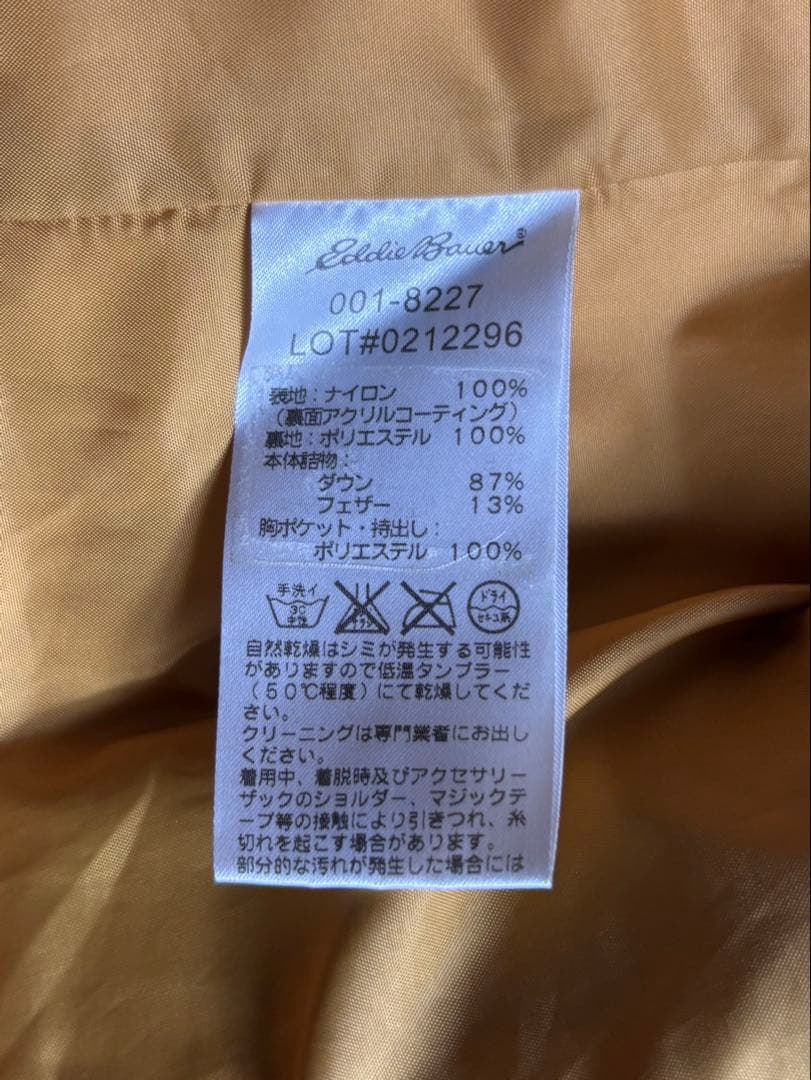 Eddie Bauer®
001-8227
LOT#0212296
表地：ナイロン 100%
（裏面アクリルコーティング）
裏地：ポリエステル 100%
本体詰物：
ダウン 87%
フェザー 13%
胸ポケット・持出し：
ポリエステル 100%
手洗イ
30
中性
ドライ
セキユ系
自然乾燥はシミが発生する可能性
がありますので低温タンブラー
（50℃程度）にて乾燥してくだ
さい。
クリーニングは専門業者にお出し
ください。
着用中、着脱時及びアクセサリー
ザックのショルダー、マジックテ
ープ等の接触により引きつれ、糸
切れを起こす場合があります。
部分的な汚れが発生した場合には